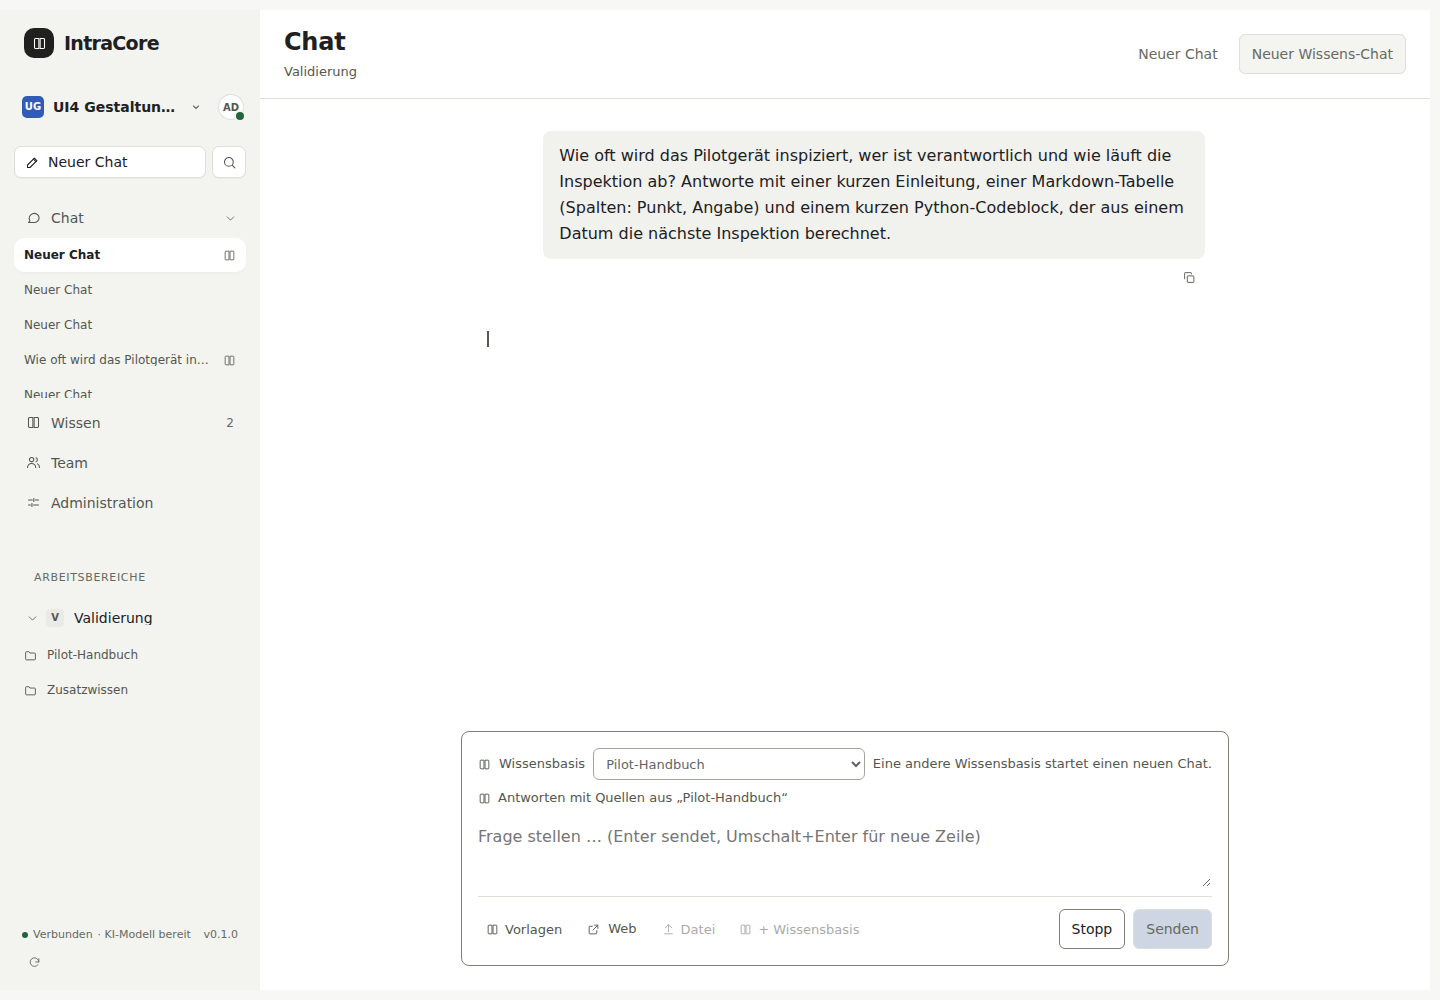 IntraCore
UG UI4 Gestaltun… AD
Neuer Chat
Chat
Neuer Chat
Neuer Chat
Neuer Chat
Wie oft wird das Pilotgerät in…
Neuer Chat
Wissen 2
Team
Administration
ARBEITSBEREICHE
V Validierung
Pilot-Handbuch
Zusatzwissen
Verbunden · KI-Modell bereit v0.1.0
Chat
Validierung
Neuer Chat Neuer Wissens-Chat
Wie oft wird das Pilotgerät inspiziert, wer ist verantwortlich und wie läuft die
Inspektion ab? Antworte mit einer kurzen Einleitung, einer Markdown-Tabelle
(Spalten: Punkt, Angabe) und einem kurzen Python-Codeblock, der aus einem
Datum die nächste Inspektion berechnet.
Wissensbasis Pilot-Handbuch Eine andere Wissensbasis startet einen neuen Chat.
Antworten mit Quellen aus „Pilot-Handbuch“
Frage stellen … (Enter sendet, Umschalt+Enter für neue Zeile)
Vorlagen Web Datei + Wissensbasis Stopp Senden